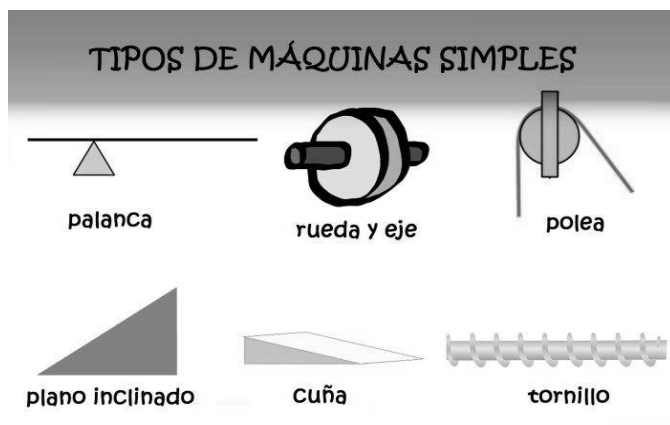 TIPOS DE MÁQUINAS SIMPLES
palanca
rueda y eje
polea
plano inclinado
cuña
tornillo